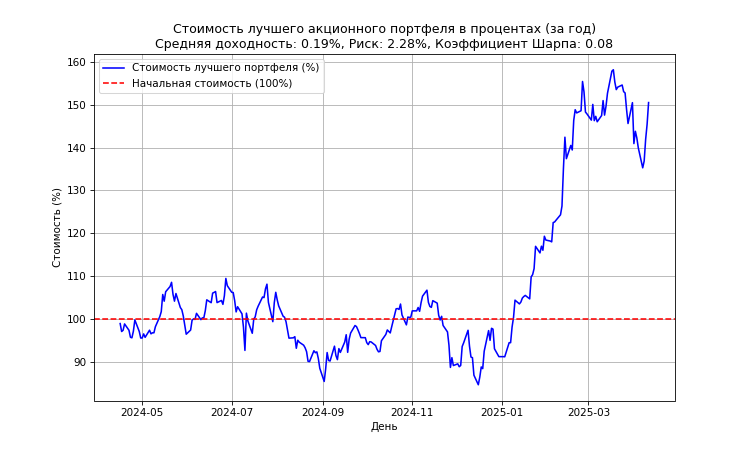 Стоимость лучшего акционного портфеля в процентах (за год)
Средняя доходность: 0.19%, Риск: 2.28%, Коэффициент Шарпа: 0.08
Стоимость лучшего портфеля (%)
Начальная стоимость (100%)
Стоимость (%)
160
150
140
130
120
110
100
90
2024-05
2024-07
2024-09
2024-11
2025-01
2025-03
День